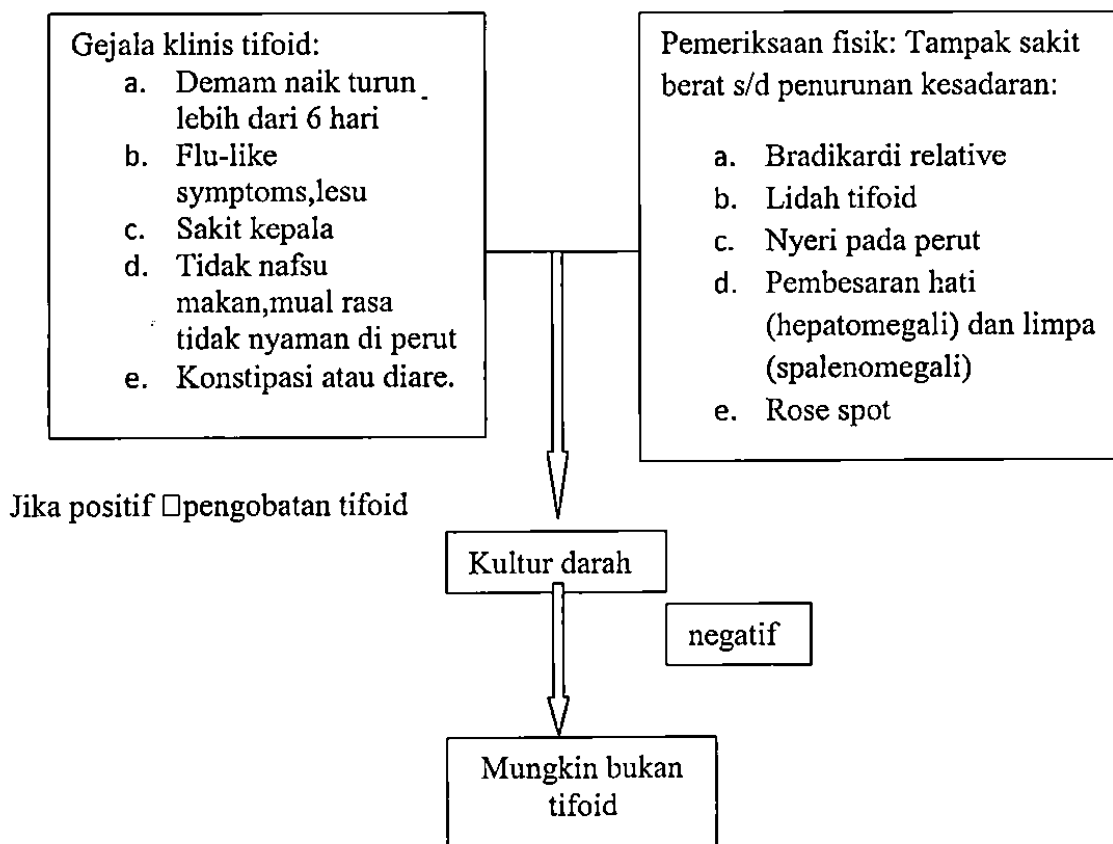 Gejala klinis tifoid:
a. Demam naik turun
lebih dari 6 hari
b. Flu-like
symptoms,lesu
c. Sakit kepala
d. Tidak nafsu
makan,mual rasa
tidak nyaman di perut
e. Konstipasi atau diare.
Pemeriksaan fisik: Tampak sakit
berat s/d penurunan kesadaran:
a. Bradikardi relative
b. Lidah tifoid
c. Nyeri pada perut
d. Pembesaran hati
(hepatomegali) dan limpa
(spalenomegali)
e. Rose spot
Jika positif □pengobatan tifoid
Kultur darah
negatif
Mungkin bukan
tifoid